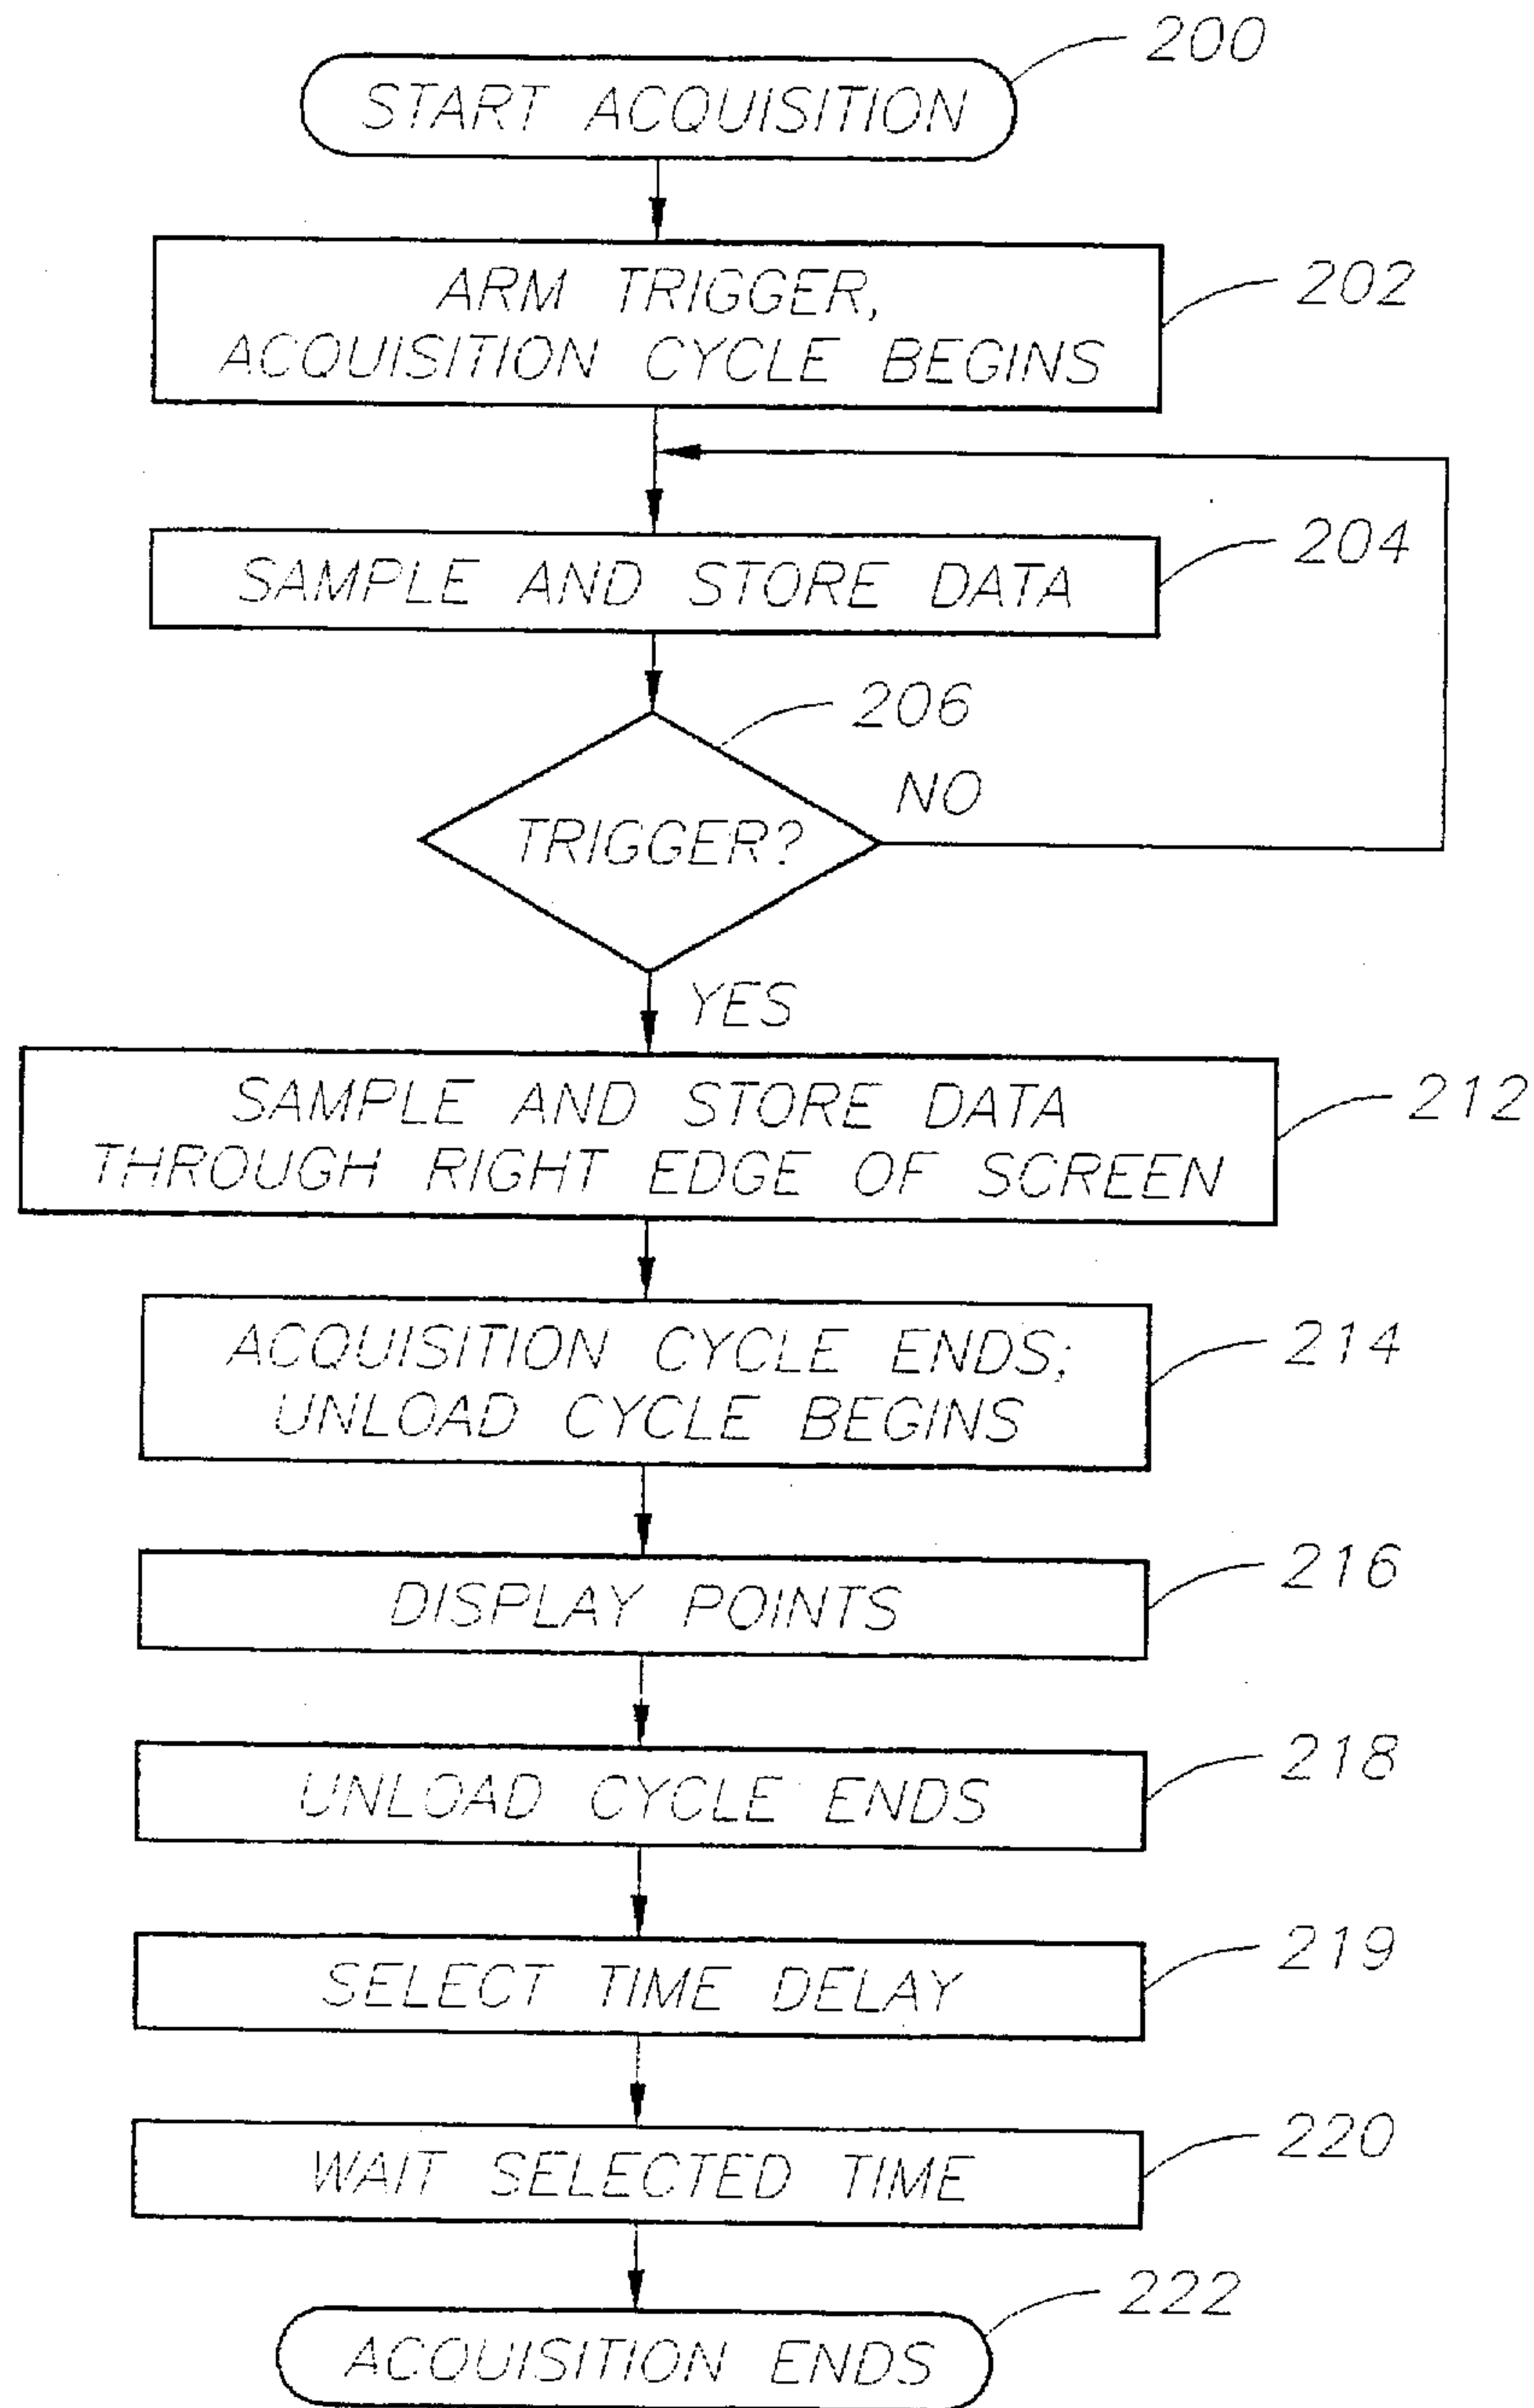 200
START ACQUISITION
ARM TRIGGER,
ACQUISITION CYCLE BEGINS
202
SAMPLE AND STORE DATA
204
206
TRIGGER?
NO
YES
SAMPLE AND STORE DATA
THROUGH RIGHT EDGE OF SCREEN
212
ACQUISITION CYCLE ENDS;
UNLOAD CYCLE BEGINS
214
DISPLAY POINTS
216
UNLOAD CYCLE ENDS
218
SELECT TIME DELAY
219
WAIT SELECTED TIME
220
222
ACQUISITION ENDS